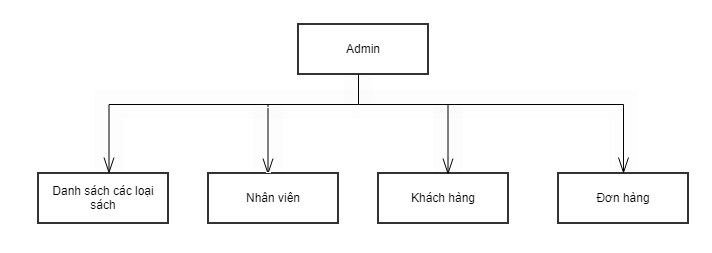 Admin
Danh sách các loại
sách
Nhân viên
Khách hàng
Đơn hàng